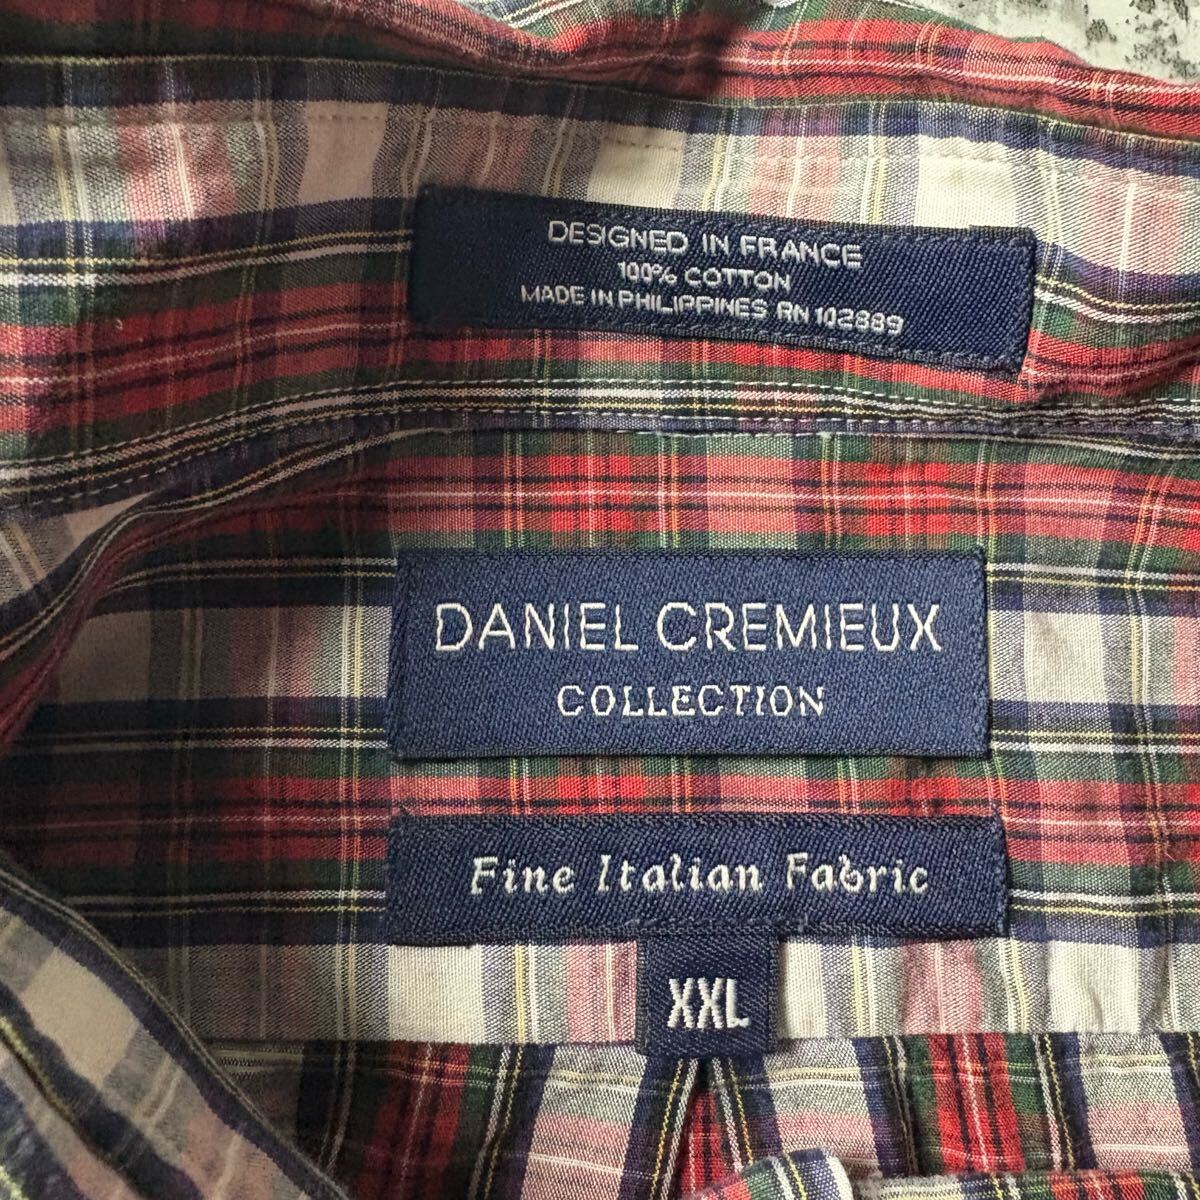 DESIGNED IN FRANCE
100% COTTON
MADE IN PHILIPPINES RN 102889
DANIEL CREMIEUX
COLLECTION
Fine Italian Fabric
XXL